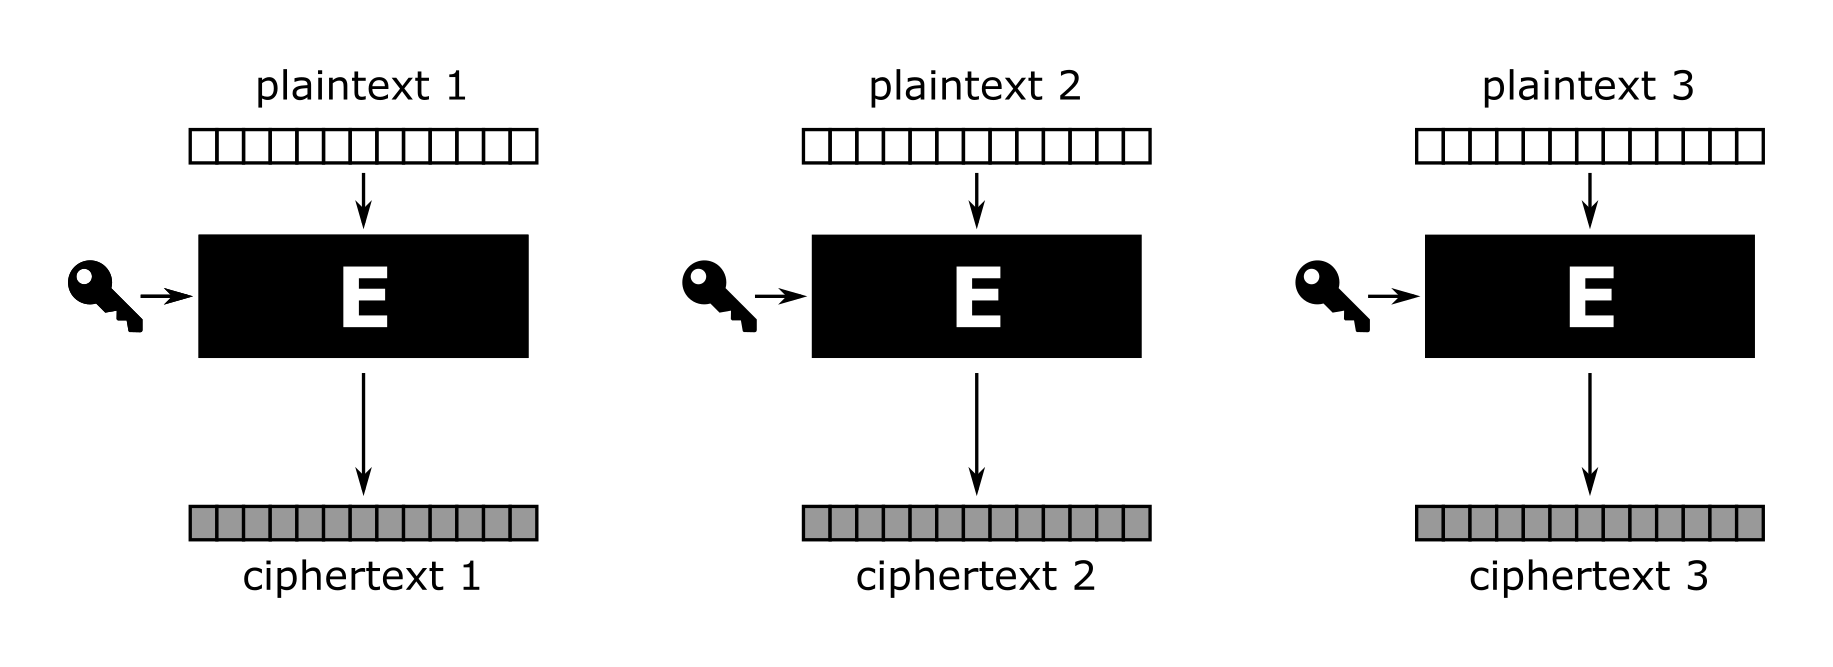 plaintext 1
plaintext 2
plaintext 3
E
E
E
ciphertext 1
ciphertext 2
ciphertext 3